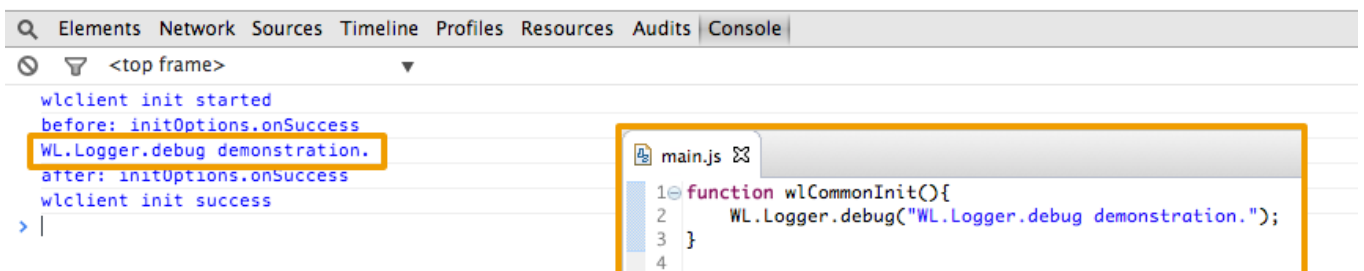 Elements Network Sources Timeline Profiles Resources Audits Console
<top frame> ▼
wlclient init started
before: initOptions.onSuccess
WL.Logger.debug demonstration.
after: initOptions.onSuccess
wlclient init success
>
main.js
1 function wlCommonInit(){
2 WL.Logger.debug("WL.Logger.debug demonstration.");
3 }
4